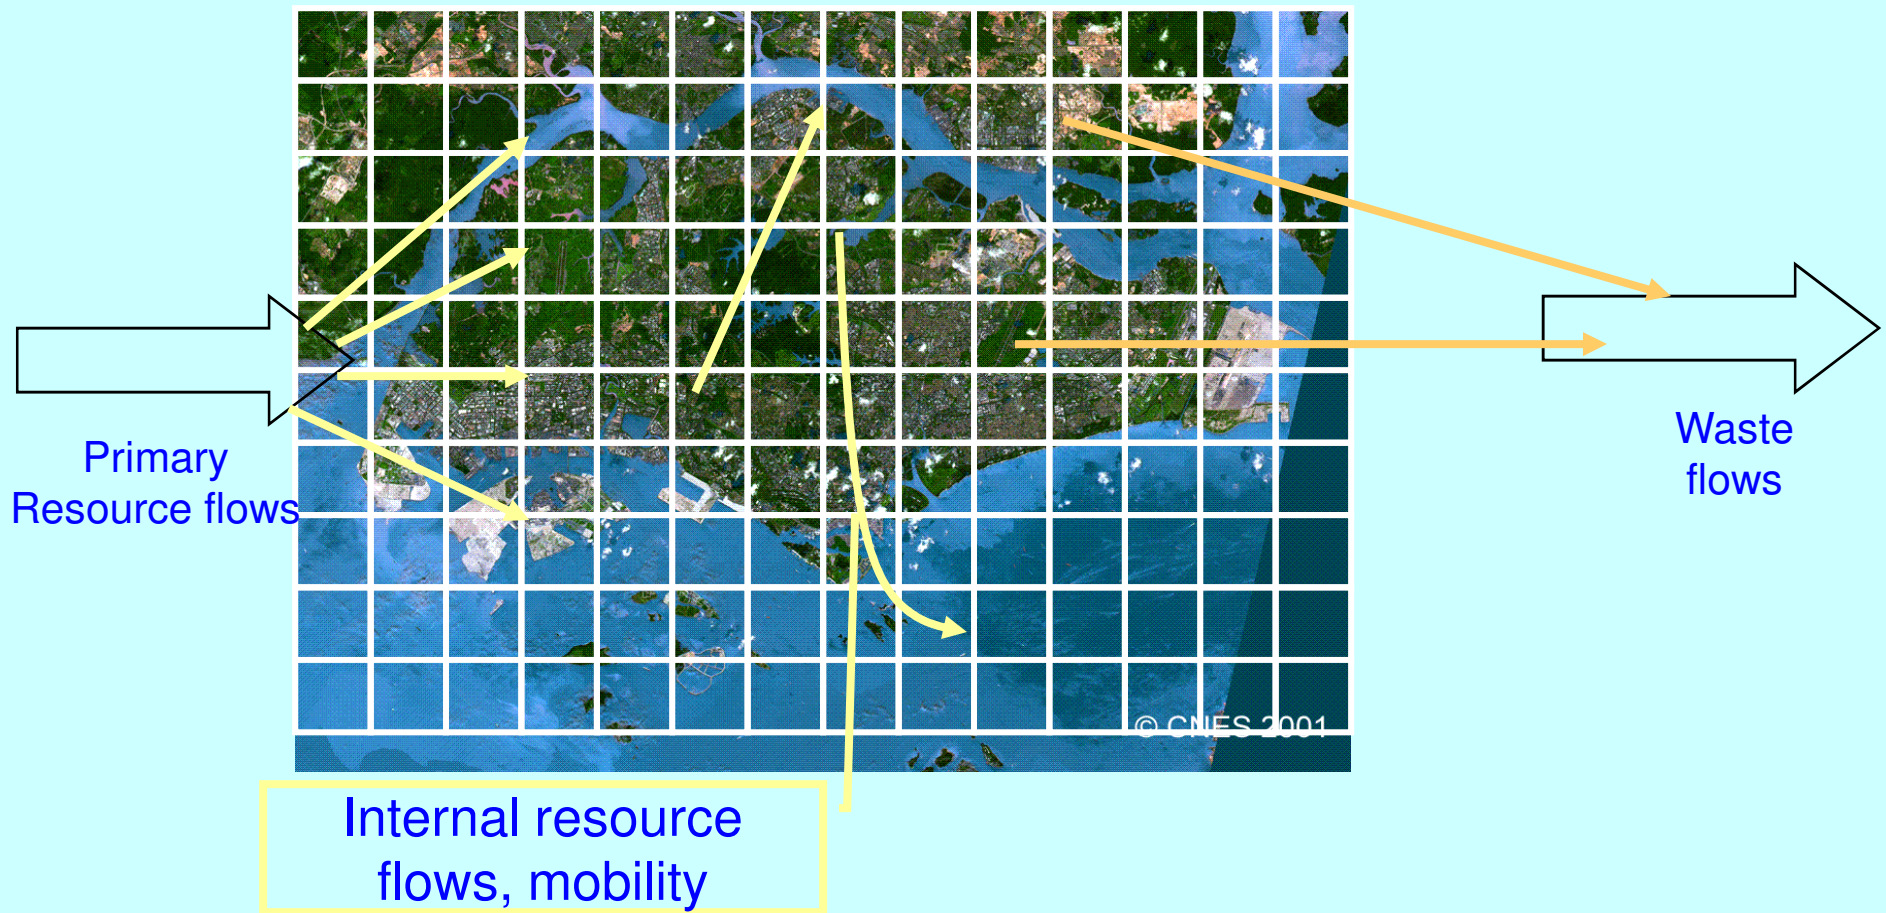 Primary
Resource flows
Waste
flows
© CNES 2001
Internal resource
flows, mobility